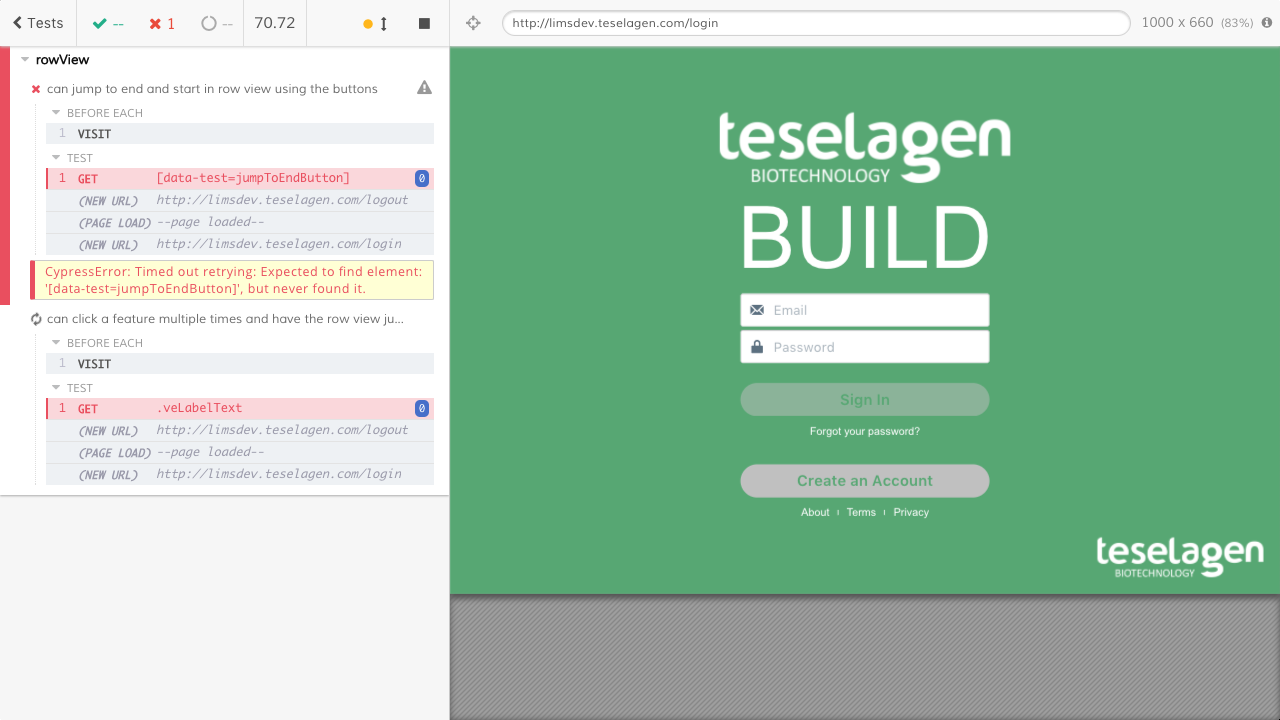 Tests
--
1
--
70.72
http://limsdev.teselagen.com/login
1000 x 660 (83%)
rowView
can jump to end and start in row view using the buttons
BEFORE EACH
1 VISIT
TEST
1 GET [data-test=jumpToEndButton] 0
(NEW URL) http://limsdev.teselagen.com/logout
(PAGE LOAD) --page loaded--
(NEW URL) http://limsdev.teselagen.com/login
CypressError: Timed out retrying: Expected to find element:
'[data-test=jumpToEndButton]', but never found it.
can click a feature multiple times and have the row view ju...
BEFORE EACH
1 VISIT
TEST
1 GET .veLabelText 0
(NEW URL) http://limsdev.teselagen.com/logout
(PAGE LOAD) --page loaded--
(NEW URL) http://limsdev.teselagen.com/login
teselagen
BIOTECHNOLOGY
BUILD
Email
Password
Sign In
Forgot your password?
Create an Account
About Terms Privacy
teselagen
BIOTECHNOLOGY